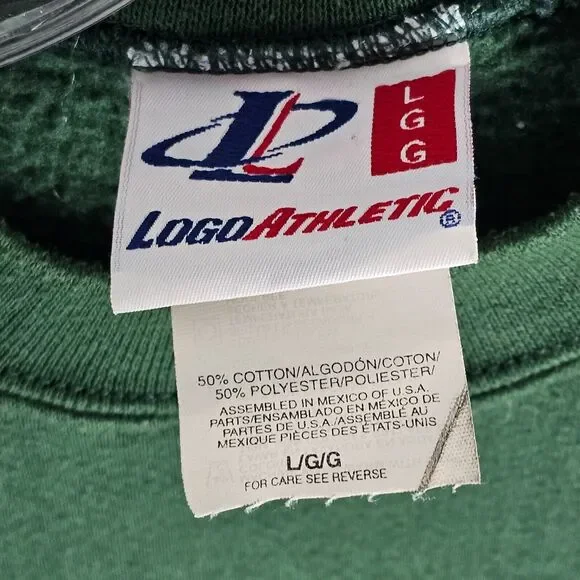 L
G
G
LOGO ATHLETIC®
50% COTTON/ALGODÓN/COTON/
50% POLYESTER/POLIESTER/
ASSEMBLED IN MEXICO OF U.S.A.
PARTS/ENSAMBLADO EN MÉXICO DE
PARTES DE U.S.A./ASSEMBLÉ AU
MEXIQUE PIÈCES DES ÉTATS-UNIS
L/G/G
FOR CARE SEE REVERSE